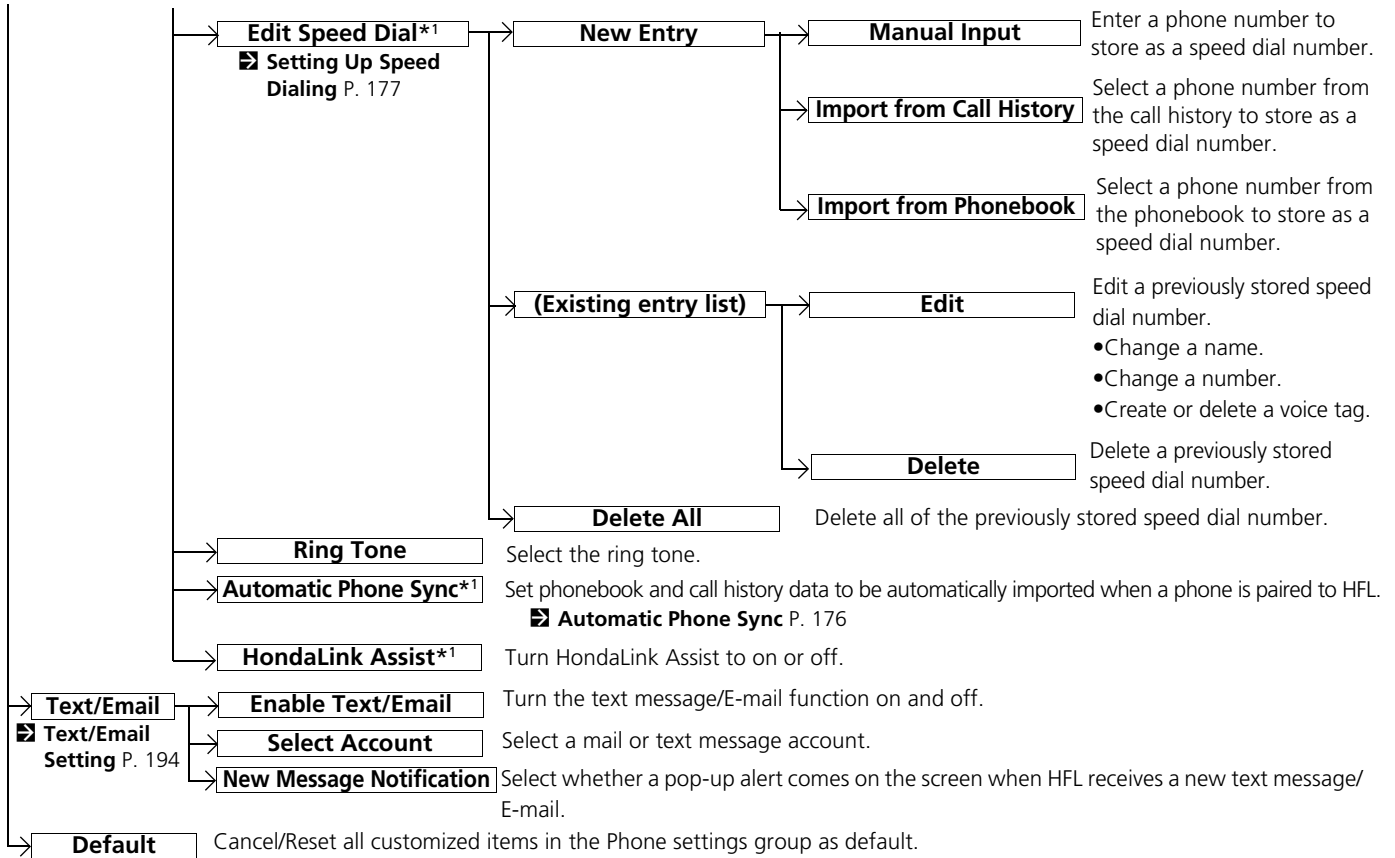 Edit Speed Dial*1
Setting Up Speed
Dialing P. 177
New Entry
Manual Input
Enter a phone number to
store as a speed dial number.
Import from Call History
Select a phone number from
the call history to store as a
speed dial number.
Import from Phonebook
Select a phone number from
the phonebook to store as a
speed dial number.
(Existing entry list)
Edit
Edit a previously stored speed
dial number.
•Change a name.
•Change a number.
•Create or delete a voice tag.
Delete
Delete a previously stored
speed dial number.
Delete All
Delete all of the previously stored speed dial number.
Ring Tone
Select the ring tone.
Automatic Phone Sync*1
Set phonebook and call history data to be automatically imported when a phone is paired to HFL.
Automatic Phone Sync P. 176
HondaLink Assist*1
Turn HondaLink Assist to on or off.
Text/Email
Text/Email
Setting P. 194
Enable Text/Email
Turn the text message/E-mail function on and off.
Select Account
Select a mail or text message account.
New Message Notification
Select whether a pop-up alert comes on the screen when HFL receives a new text message/
E-mail.
Default
Cancel/Reset all customized items in the Phone settings group as default.